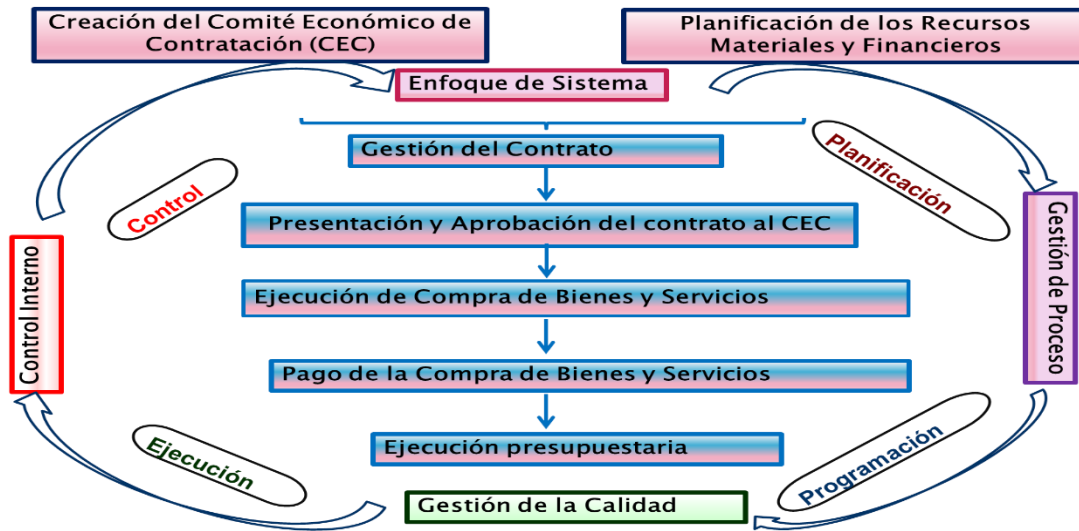 Creación del Comité Económico de
Contratación (CEC)
Planificación de los Recursos
Materiales y Financieros
Enfoque de Sistema
Gestión del Contrato
Planificación
Control
Presentación y Aprobación del contrato al CEC
Gestión de Proceso
Control Interno
Ejecución de Compra de Bienes y Servicios
Pago de la Compra de Bienes y Servicios
Ejecución presupuestaria
Ejecución
Programación
Gestión de la Calidad